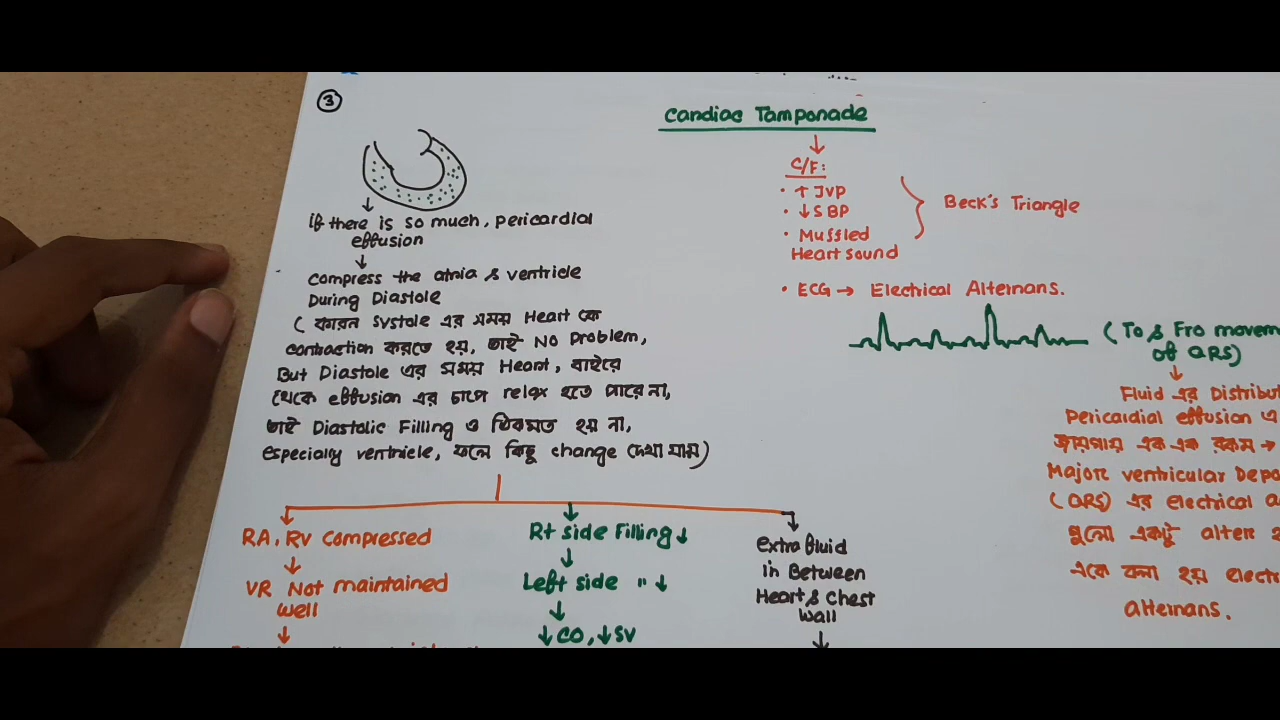 3
Cardiac Tamponade
↓
C/F:
• ↑ JVP
• ↓ SBP
• Muffled
Heart sound
Beck's Triangle
• ECG → Electrical Alternans.
(To & Fro movem
of QRS)
↓
Fluid এর Distribut
Pericardial effusion এ
জায়গায় এক এক রকম →
Major ventricular Depo
(QRS) এর electrical a
গুলো একটু alter
একে বলা হয় electri
alternans.
↓
if there is so much, pericardial
effusion
↓
compress the atria & ventricle
During Diastole
(কারন systole এর সময় Heart কে
contraction করতে হয়, তাই No problem,
But Diastole এর সময় Heart, বাইরে
থেকে effusion এর চাপে relax হতে পারে না,
তাই Diastolic Filling ও ঠিকমত হয় না,
especially ventricle, ফলে কিছু change দেখা যায়)
RA, RV compressed
↓
VR Not maintained
well
↓
Rt side Filling ↓
↓
Left side " ↓
↓
↓ CO, ↓ SV
extra fluid
in Between
Heart & Chest
wall
↓